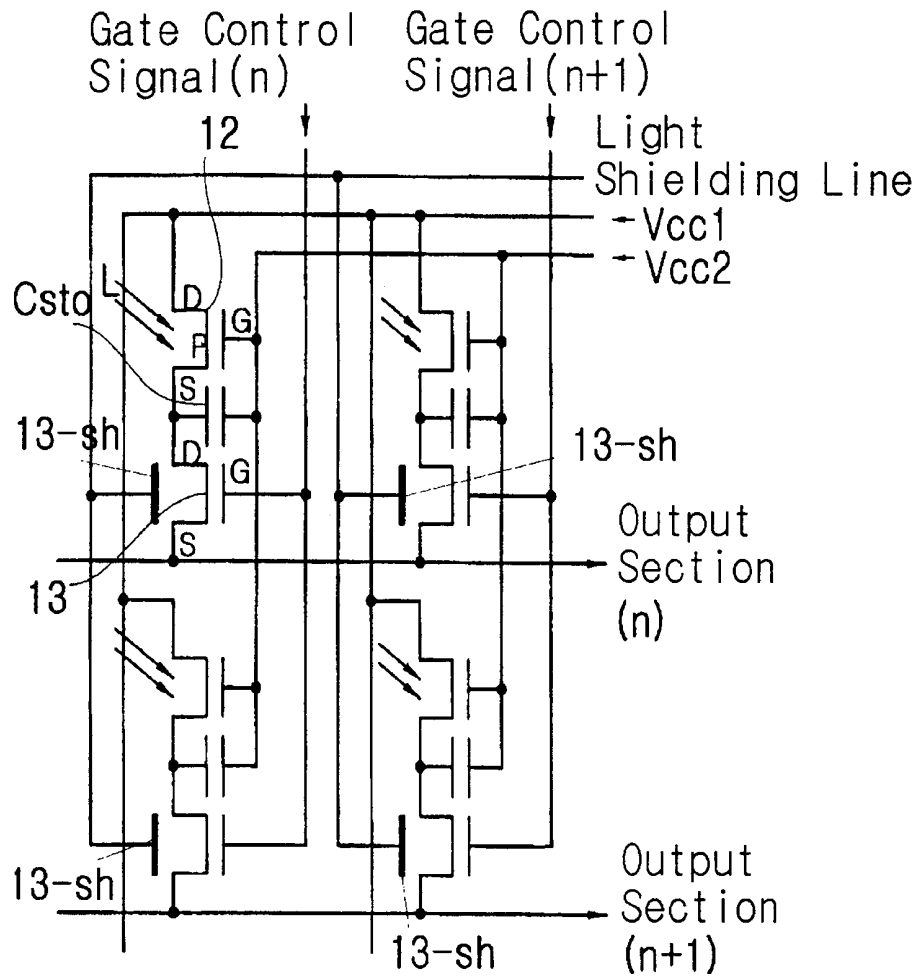 Gate Control
Signal(n)
Gate Control
Signal(n+1)
12
Light
Shielding Line
Vcc1
Vcc2
L
D
Csto
G
P
S
13-sh
D
G
13-sh
S
Output
Section
(n)
13
13-sh
13-sh
Output
Section
(n+1)